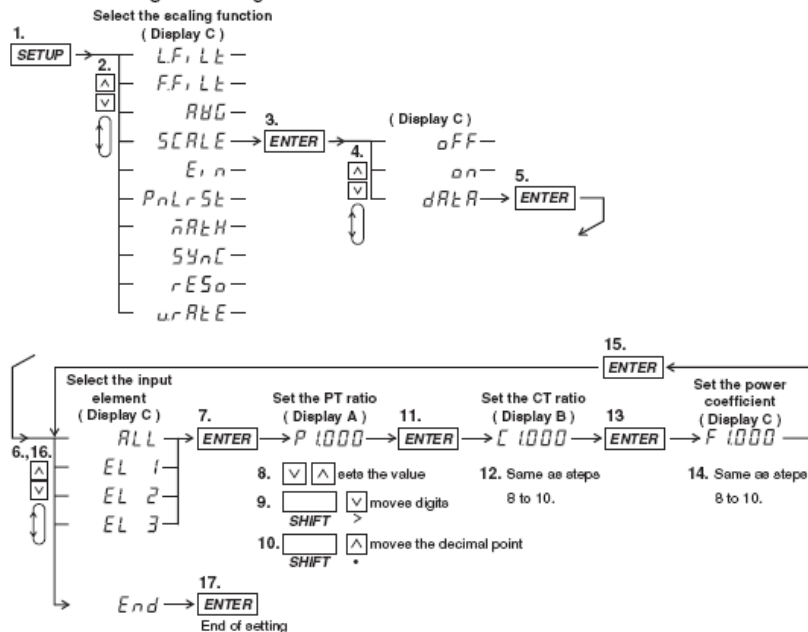 Select the scaling function
( Display C )
1.
SETUP
2.
L.FiLt
F.FiLt
AVG
SCALE
Ein
PnLrSt
MAtH
SYnC
rESo
u.rAtE
3.
ENTER
4.
( Display C )
oFF
on
dAtA
5.
ENTER
15.
ENTER
Select the input
element
( Display C )
6.,16.
ALL
EL 1
EL 2
EL 3
End
7.
ENTER
Set the PT ratio
( Display A )
P 1.000
8. sets the value
9. moves digits
SHIFT >
10. moves the decimal point
SHIFT •
11.
ENTER
Set the CT ratio
( Display B )
C 1.000
12. Same as steps
8 to 10.
13
ENTER
Set the power
coefficient
( Display C )
F 1.000
14. Same as steps
8 to 10.
17.
ENTER
End of setting